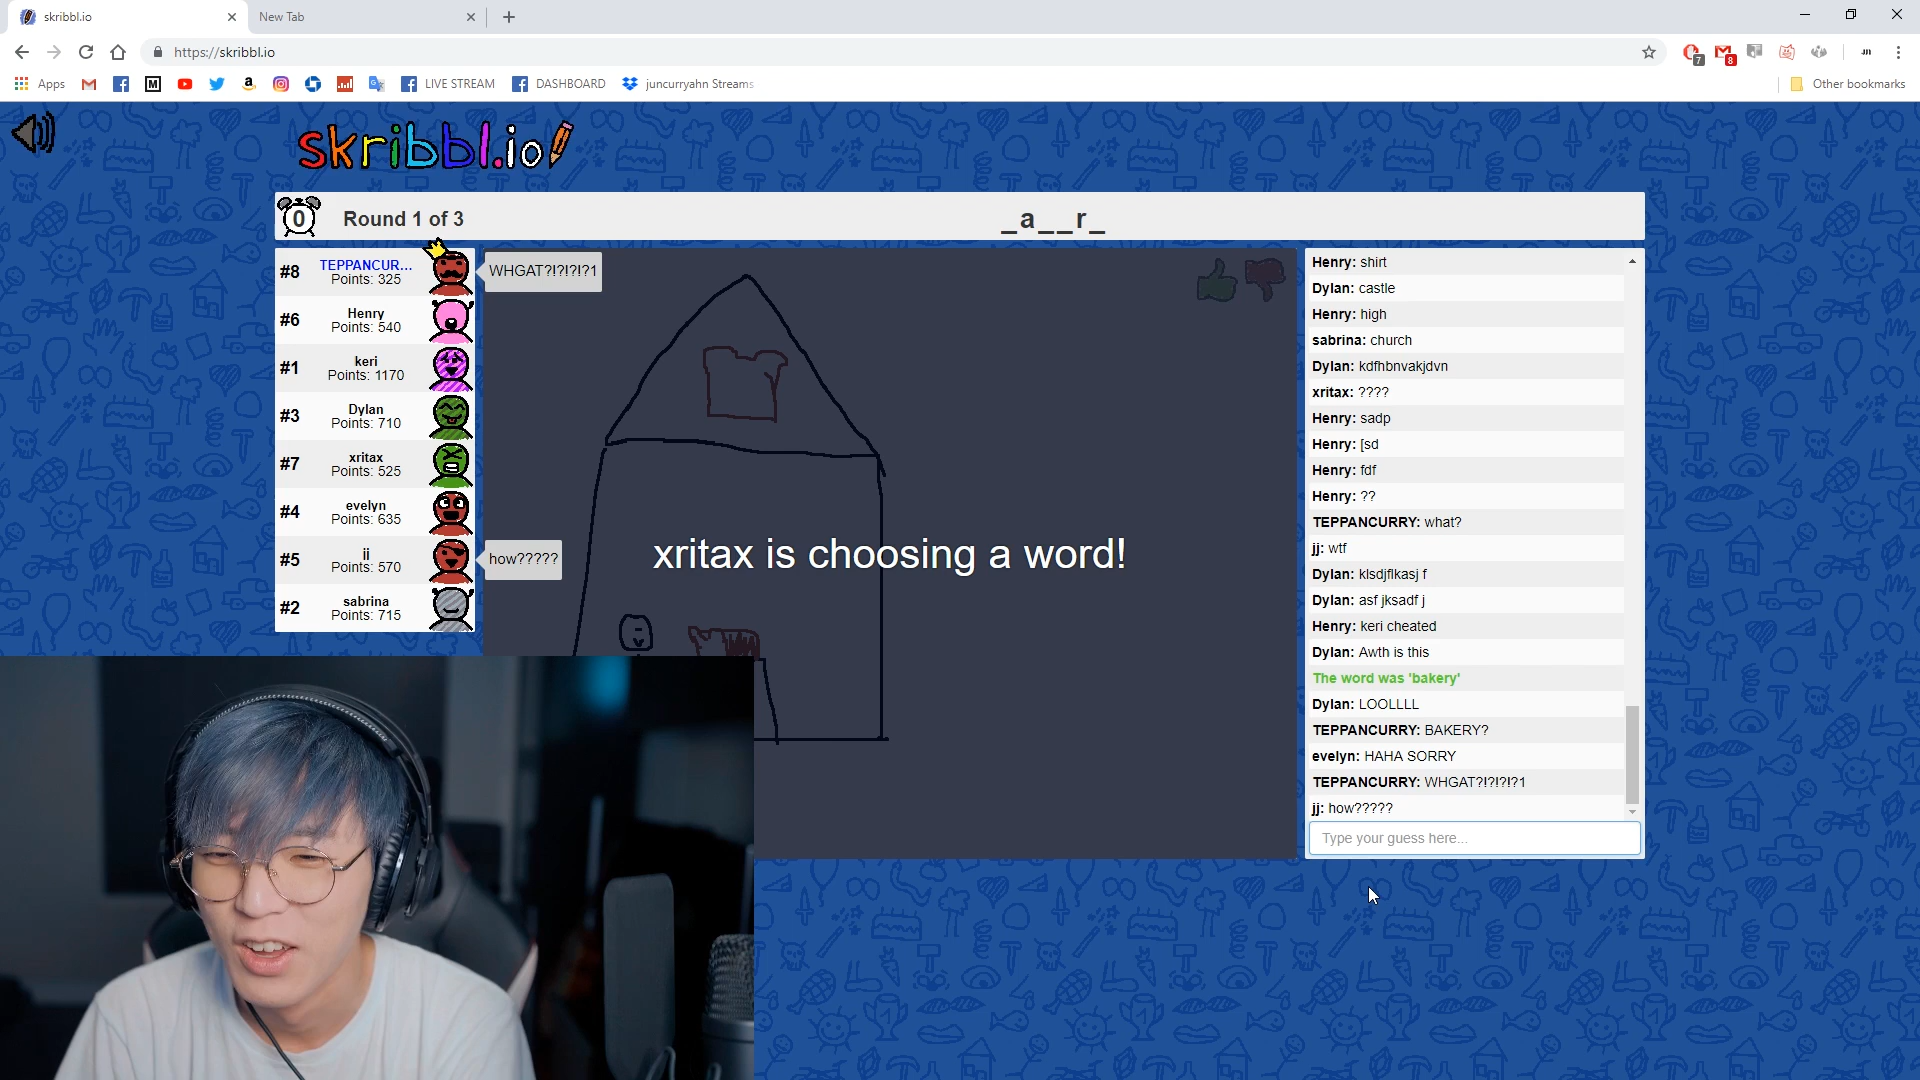 skribbl.io
New Tab
https://skribbl.io
7
8
Apps
M
LIVE STREAM
DASHBOARD
juncurryahn Streams
Other bookmarks
skribbl.io
0
Round 1 of 3
_a__r_
#8
TEPPANCUR...
Points: 325
WHGAT?!?!?!?1
#6
Henry
Points: 540
#1
keri
Points: 1170
#3
Dylan
Points: 710
#7
xritax
Points: 525
#4
evelyn
Points: 635
#5
jj
Points: 570
how?????
#2
sabrina
Points: 715
xritax is choosing a word!
Henry: shirt
Dylan: castle
Henry: high
sabrina: church
Dylan: kdfhbnvakjdvn
xritax: ????
Henry: sadp
Henry: [sd
Henry: fdf
Henry: ??
TEPPANCURRY: what?
jj: wtf
Dylan: klsdjflkasj f
Dylan: asf jksadf j
Henry: keri cheated
Dylan: Awth is this
The word was 'bakery'
Dylan: LOOLLLL
TEPPANCURRY: BAKERY?
evelyn: HAHA SORRY
TEPPANCURRY: WHGAT?!?!?!?1
jj: how?????
Type your guess here...